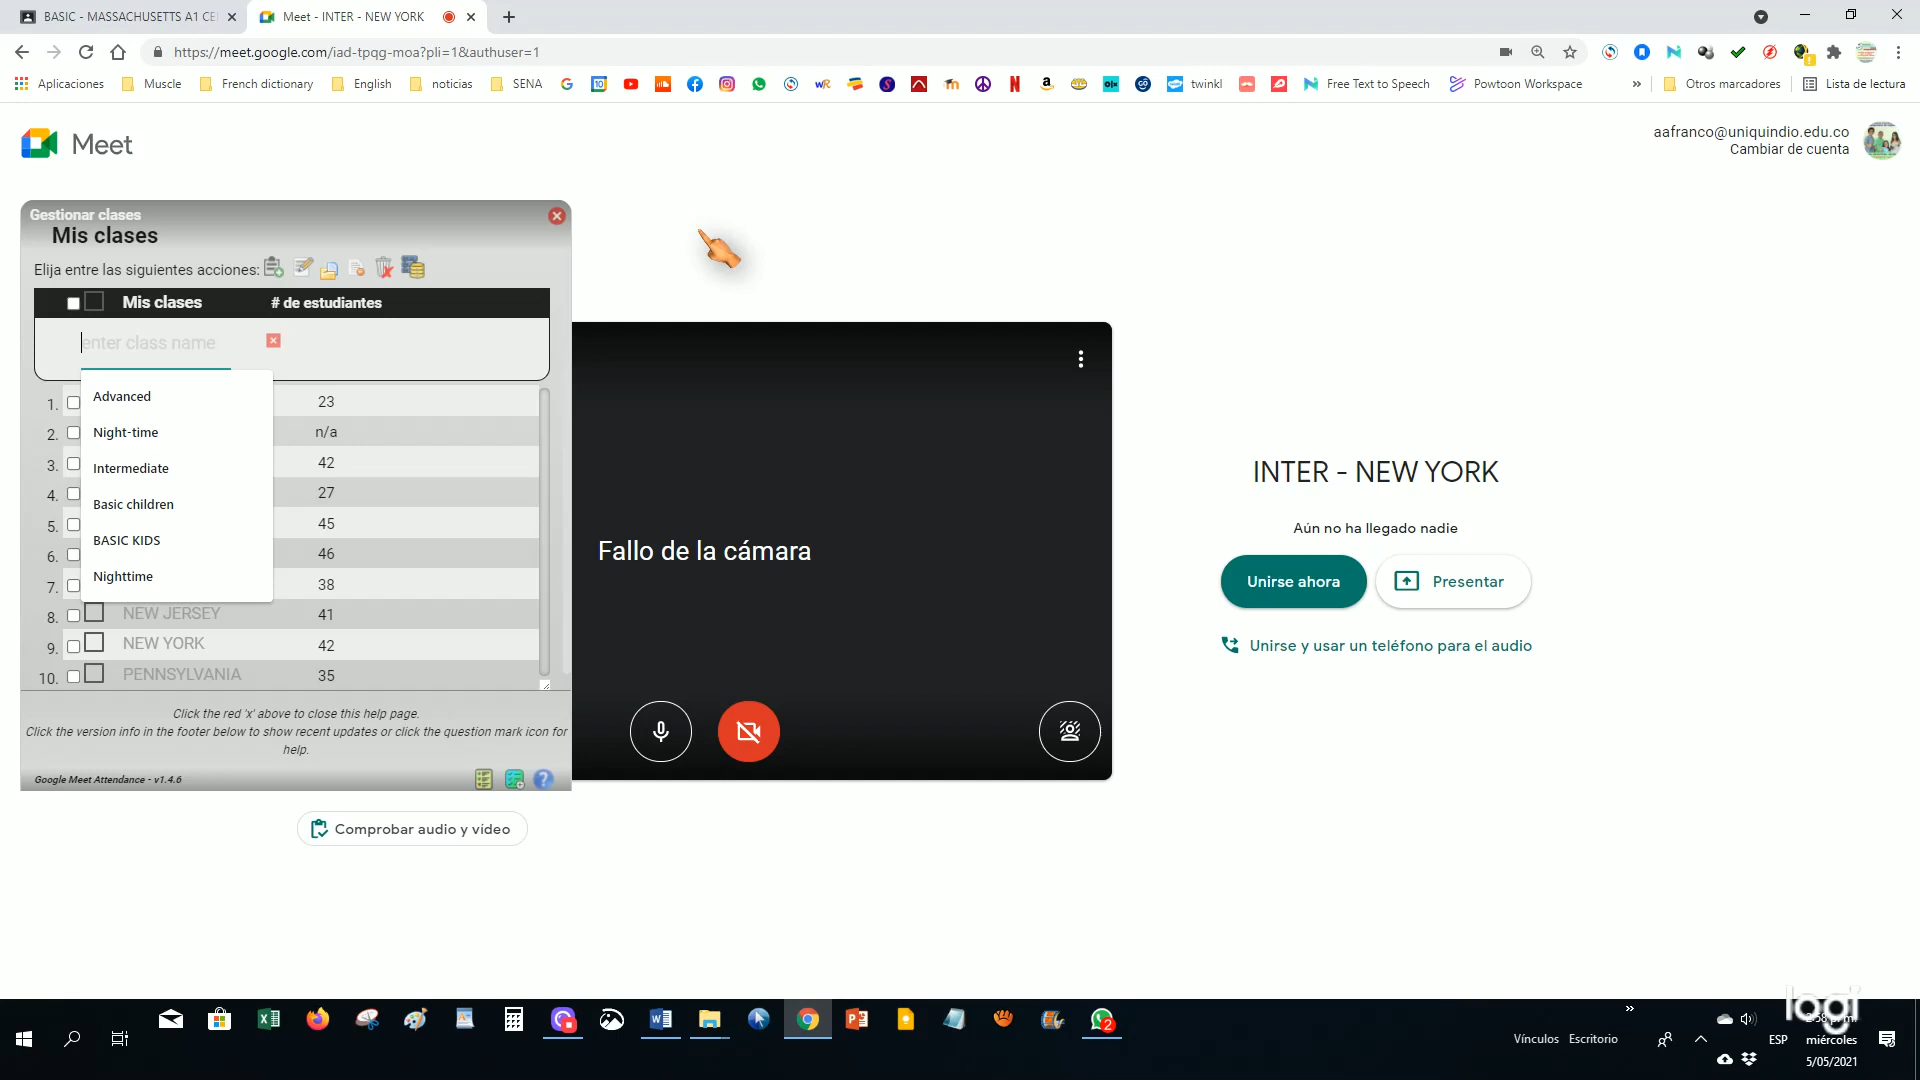 BASIC - MASSACHUSETTS A1 CE
Meet - INTER - NEW YORK
https://meet.google.com/iad-tpqg-moa?pli=1&authuser=1
Aplicaciones
Muscle
French dictionary
English
noticias
SENA
twinkl
Free Text to Speech
Powtoon Workspace
»
Otros marcadores
Lista de lectura
Meet
aafranco@uniquindio.edu.co
Cambiar de cuenta
Gestionar clases
Mis clases
Elija entre las siguientes acciones:
Mis clases # de estudiantes
enter class name
Advanced
Night-time
Intermediate
Basic children
BASIC KIDS
Nighttime
1. 23
2. n/a
3. 42
4. 27
5. 45
6. 46
7. 38
8. NEW JERSEY 41
9. NEW YORK 42
10. PENNSYLVANIA 35
Click the red 'x' above to close this help page.
Click the version info in the footer below to show recent updates or click the question mark icon for
help.
Google Meet Attendance - v1.4.6
Fallo de la cámara
Comprobar audio y vídeo
INTER - NEW YORK
Aún no ha llegado nadie
Unirse ahora
Presentar
Unirse y usar un teléfono para el audio
Vínculos Escritorio
»
ESP
logi
miércoles
5/05/2021
2